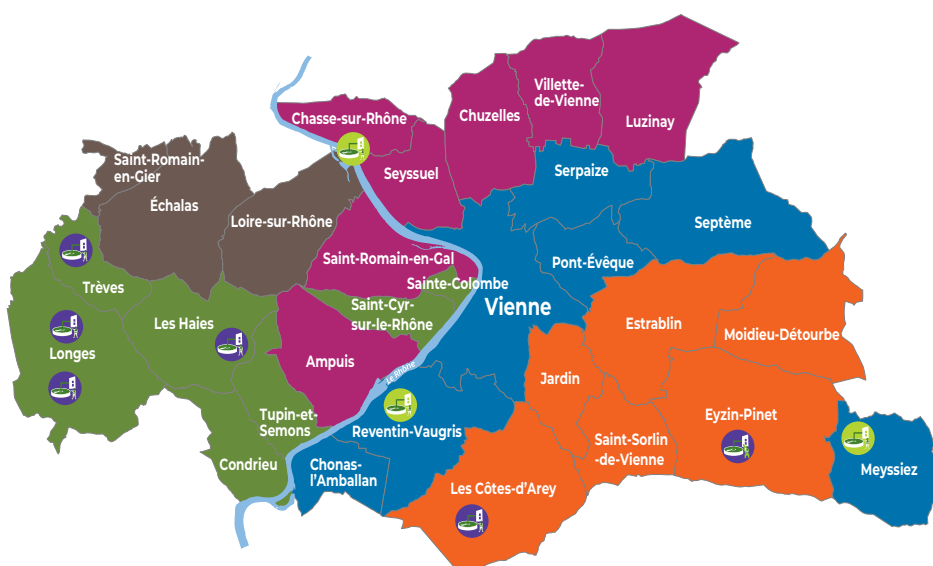 Villette-
de-Vienne
Chasse-sur-Rhône
Chuzelles
Luzinay
Saint-Romain-
en-Gier
Seyssuel
Serpaize
Échalas
Loire-sur-Rhône
Septème
Saint-Romain-en-Gal
Pont-Évêque
Trèves
Sainte-Colombe
Vienne
Saint-Cyr-
sur-le-Rhône
Les Haies
Estrablin
Moidieu-Détourbe
Longes
Ampuis
Le Rhône
Jardin
Tupin-et-
Semons
Reventin-Vaugris
Eyzin-Pinet
Saint-Sorlin
-de-Vienne
Condrieu
Chonas-
l'Amballan
Meyssiez
Les Côtes-d'Arey